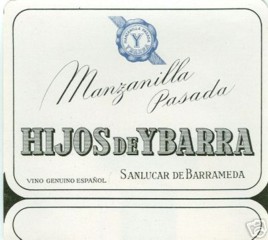 Y
Manzanilla
Pasada
HIJOS DE YBARRA
VINO GENUINO ESPAÑOL SANLUCAR DE BARRAMEDA